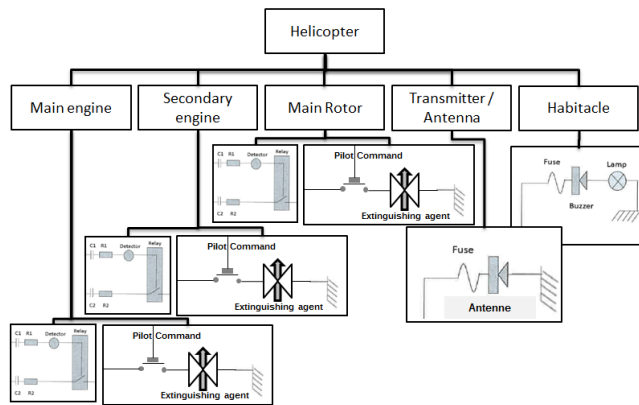 Helicopter
Main engine
Secondary
engine
Main Rotor
Transmitter /
Antenna
Habitacle
C1 R1
Detector
Relay
C2 R2
Pilot Command
Extinguishing agent
Fuse
Lamp
Buzzer
C1 R1
Detector
Relay
C2 R2
Pilot Command
Extinguishing agent
Fuse
Antenne
C1 R1
Detector
Relay
C2 R2
Pilot Command
Extinguishing agent